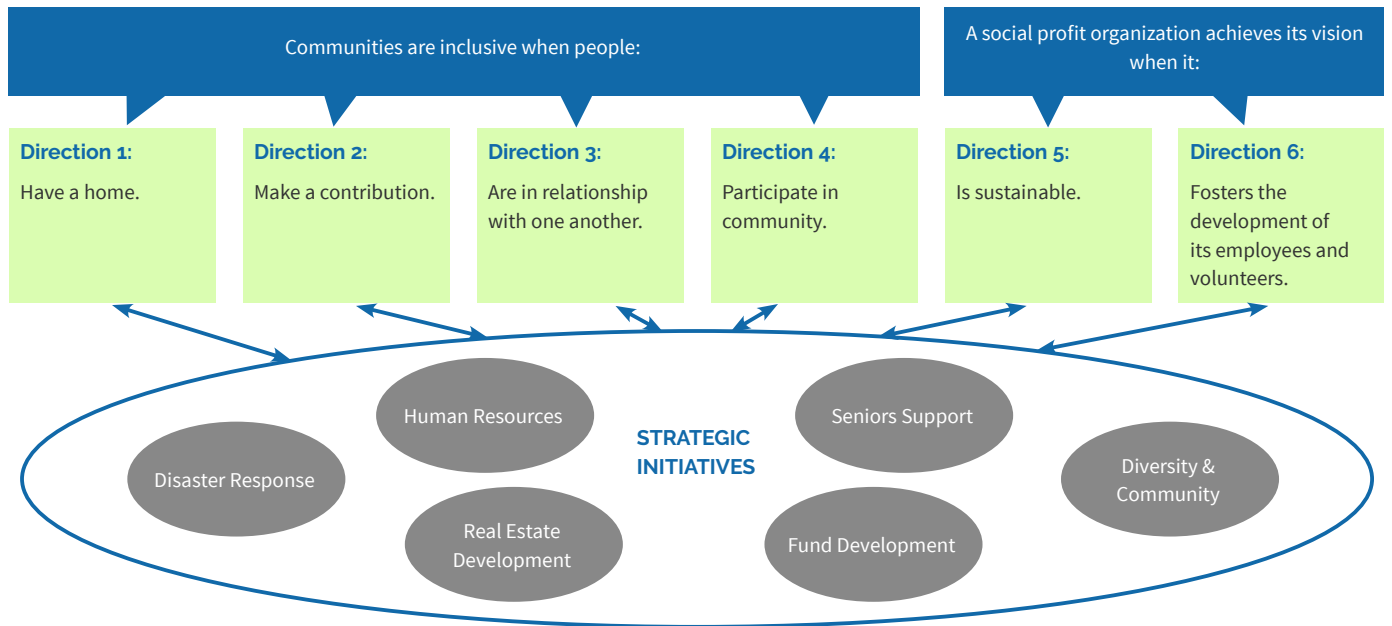 Communities are inclusive when people:
A social profit organization achieves its vision
when it:
Direction 1:
Have a home.
Direction 2:
Make a contribution.
Direction 3:
Are in relationship
with one another.
Direction 4:
Participate in
community.
Direction 5:
Is sustainable.
Direction 6:
Fosters the
development of
its employees and
volunteers.
Human Resources
Seniors Support
STRATEGIC
INITIATIVES
Disaster Response
Diversity &
Community
Real Estate
Development
Fund Development